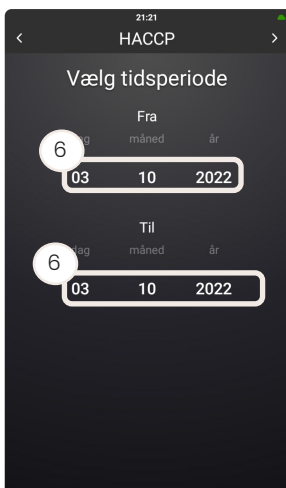 21:21
< HACCP >
Vælg tidsperiode
Fra
måned år
6
03 10 2022
Til
dag måned år
6
03 10 2022